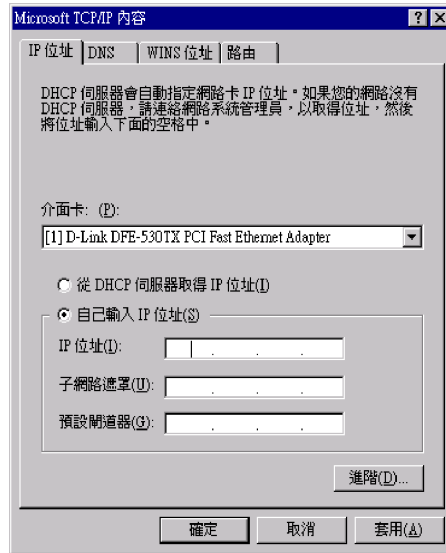 Microsoft TCP/IP 內容
IP 位址 DNS WINS 位址 路由
DHCP 伺服器會自動指定網路卡 IP 位址。如果您的網路沒有
DHCP 伺服器，請連絡網路系統管理員，以取得位址，然後
將位址輸入下面的空格中。
介面卡: (P):
[1] D-Link DFE-530TX PCI Fast Ethernet Adapter
從 DHCP 伺服器取得 IP 位址(I)
自己輸入 IP 位址(S)
IP 位址(I):
子網路遮罩(U):
預設閘道器(G):
進階(D)...
確定 取消 套用(A)